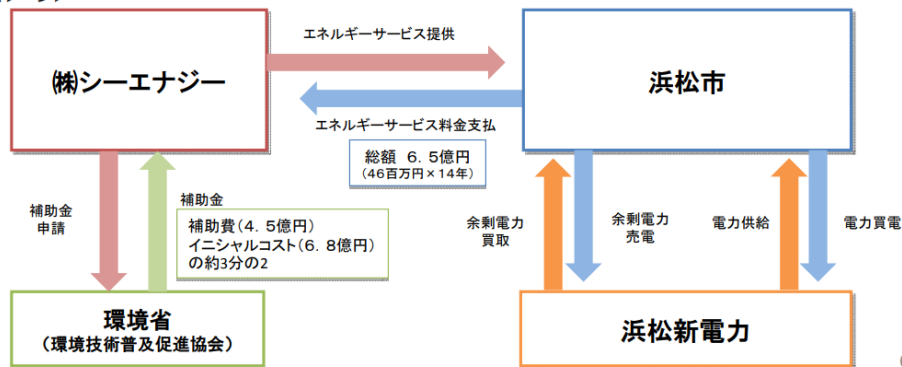 エネルギーサービス提供
㈱シーエナジー
浜松市
エネルギーサービス料金支払
総額 6.5億円
(46百万円×14年)
補助金
申請
補助金
補助費(4.5億円)
イニシャルコスト(6.8億円)
の約3分の2
余剰電力
買取
余剰電力
売電
電力供給
電力買電
環境省
(環境技術普及促進協会)
浜松新電力